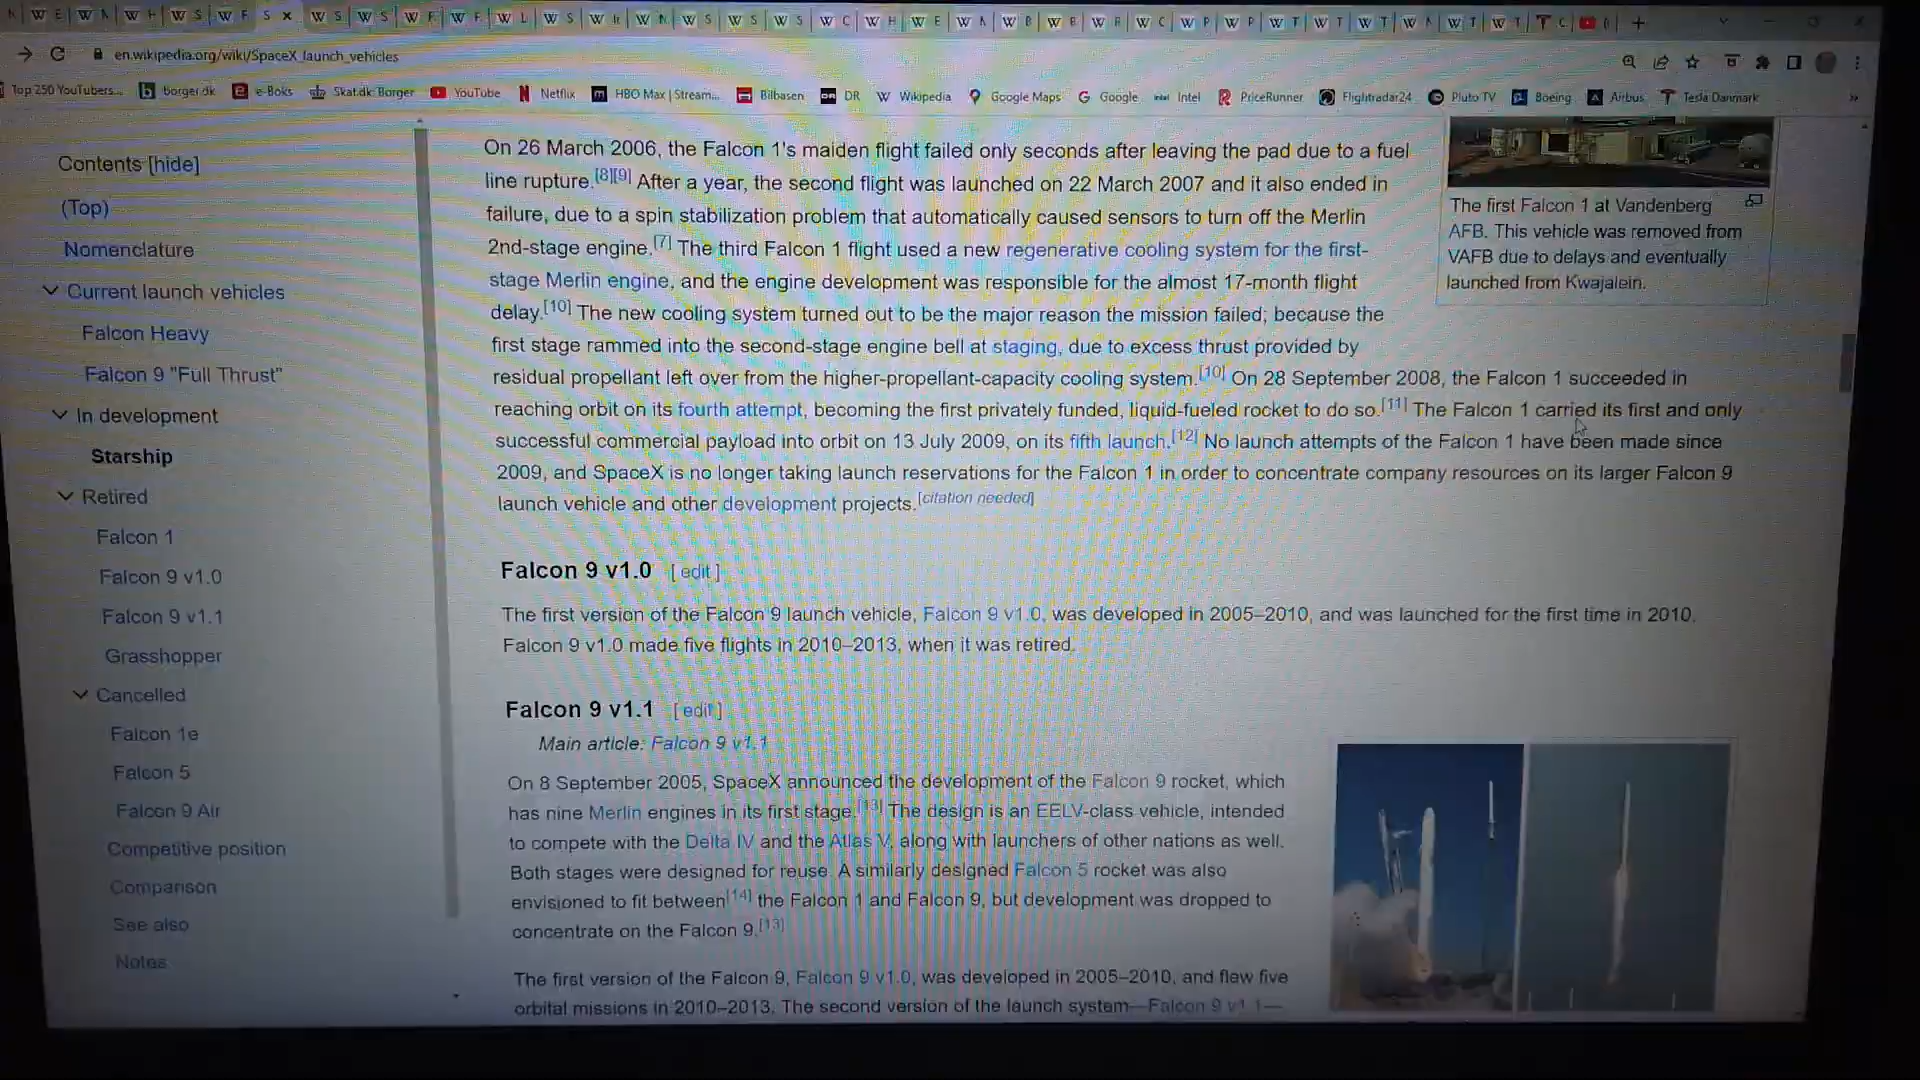 en.wikipedia.org/wiki/SpaceX_launch_vehicles
Top 250 YouTubers... borger.dk e-Boks Skat.dk: Borger YouTube Netflix HBO Max | Stream... Bilbasen DR Wikipedia Google Maps Google Intel PriceRunner Flightradar24 Pluto TV Boeing Airbus Tesla Danmark
Contents [hide]
(Top)
Nomenclature
Current launch vehicles
Falcon Heavy
Falcon 9 "Full Thrust"
In development
Starship
Retired
Falcon 1
Falcon 9 v1.0
Falcon 9 v1.1
Grasshopper
Cancelled
Falcon 1e
Falcon 5
Falcon 9 Air
Competitive position
Comparison
See also
Notes
On 26 March 2006, the Falcon 1's maiden flight failed only seconds after leaving the pad due to a fuel
line rupture.[8][9] After a year, the second flight was launched on 22 March 2007 and it also ended in
failure, due to a spin stabilization problem that automatically caused sensors to turn off the Merlin
2nd-stage engine.[7] The third Falcon 1 flight used a new regenerative cooling system for the first-
stage Merlin engine, and the engine development was responsible for the almost 17-month flight
delay.[10] The new cooling system turned out to be the major reason the mission failed; because the
first stage rammed into the second-stage engine bell at staging, due to excess thrust provided by
residual propellant left over from the higher-propellant-capacity cooling system.[10] On 28 September 2008, the Falcon 1 succeeded in
reaching orbit on its fourth attempt, becoming the first privately funded, liquid-fueled rocket to do so.[11] The Falcon 1 carried its first and only
successful commercial payload into orbit on 13 July 2009, on its fifth launch.[12] No launch attempts of the Falcon 1 have been made since
2009, and SpaceX is no longer taking launch reservations for the Falcon 1 in order to concentrate company resources on its larger Falcon 9
launch vehicle and other development projects.[citation needed]
The first Falcon 1 at Vandenberg
AFB. This vehicle was removed from
VAFB due to delays and eventually
launched from Kwajalein.
Falcon 9 v1.0 [ edit ]
The first version of the Falcon 9 launch vehicle, Falcon 9 v1.0, was developed in 2005–2010, and was launched for the first time in 2010.
Falcon 9 v1.0 made five flights in 2010–2013, when it was retired.
Falcon 9 v1.1 [ edit ]
Main article: Falcon 9 v1.1
On 8 September 2005, SpaceX announced the development of the Falcon 9 rocket, which
has nine Merlin engines in its first stage.[13] The design is an EELV-class vehicle, intended
to compete with the Delta IV and the Atlas V, along with launchers of other nations as well.
Both stages were designed for reuse. A similarly designed Falcon 5 rocket was also
envisioned to fit between[14] the Falcon 1 and Falcon 9, but development was dropped to
concentrate on the Falcon 9.[13]
The first version of the Falcon 9, Falcon 9 v1.0, was developed in 2005–2010, and flew five
orbital missions in 2010–2013. The second version of the launch system—Falcon 9 v1.1—